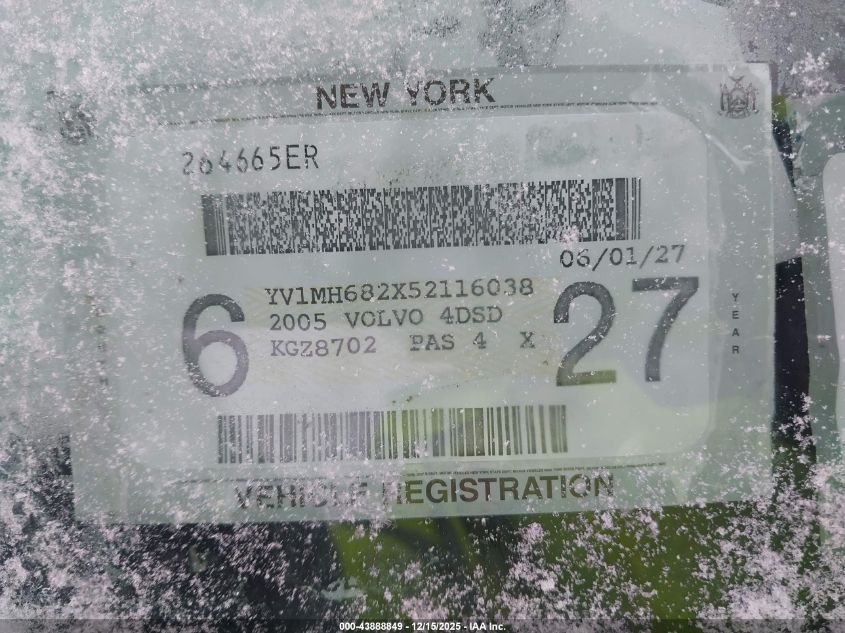 NEW YORK
264665ER
06/01/27
YV1MH682X52116038
2005 VOLVO 4DSD
KGZ8702 PAS 4 X
6 27
YEAR
VEHICLE REGISTRATION
000-43888849 - 12/15/2025 - IAA Inc.